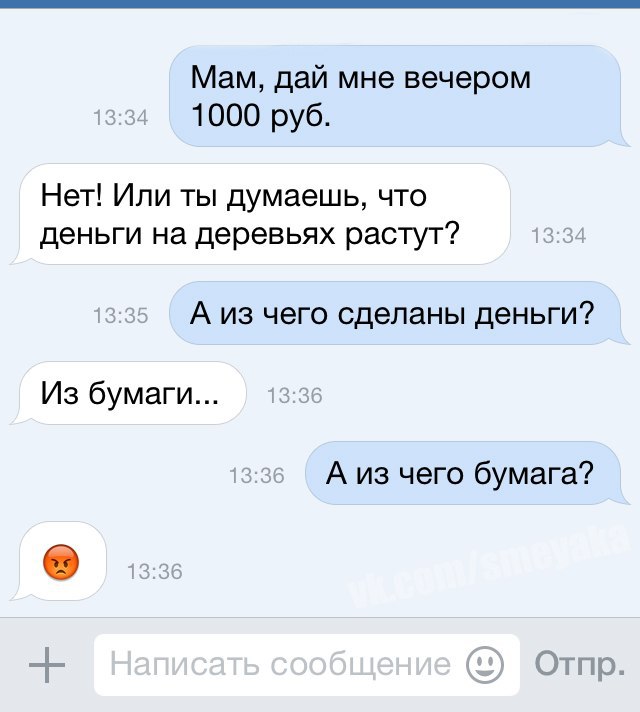 Мам, дай мне вечером
1000 руб.
13:34
Нет! Или ты думаешь, что
деньги на деревьях растут?
13:34
13:35
А из чего сделаны деньги?
Из бумаги...
13:36
13:36
А из чего бумага?
13:36
vk.com/smeyaka
Написать сообщение
Отпр.